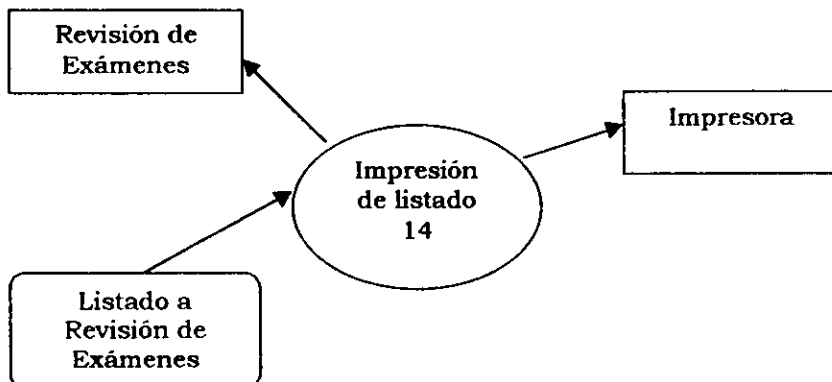 Revisión de
Exámenes
Impresora
Impresión
de listado
14
Listado a
Revisión de
Exámenes